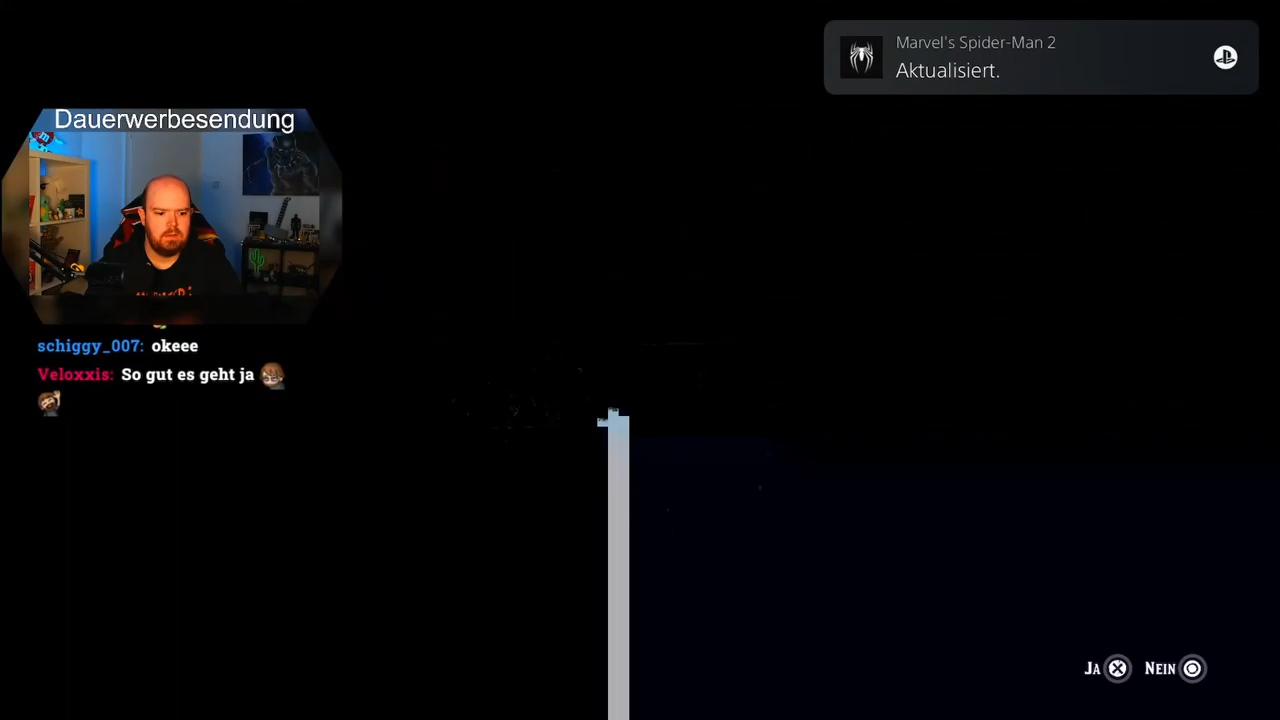 Marvel's Spider-Man 2
Aktualisiert.
Dauerwerbesendung
schiggy_007: okeee
Veloxxis: So gut es geht ja
Ja Nein